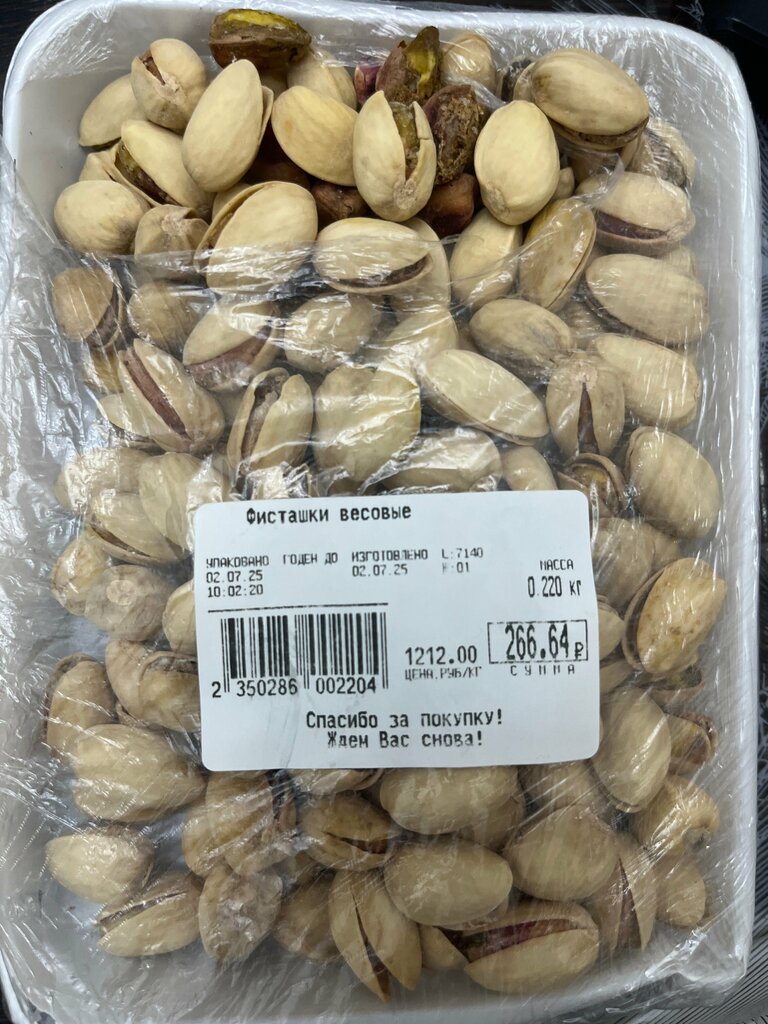 Фисташки весовые
УПАКОВАНО ГОДЕН ДО ИЗГОТОВЛЕНО L:7140
02.07.25 02.07.25 :01
10:02:20
МАССА
0.220 кг
1212.00
ЦЕНА,РУБ/КГ
266.64₽
СУММА
2 350286 002204
Спасибо за покупку!
Ждем Вас снова!